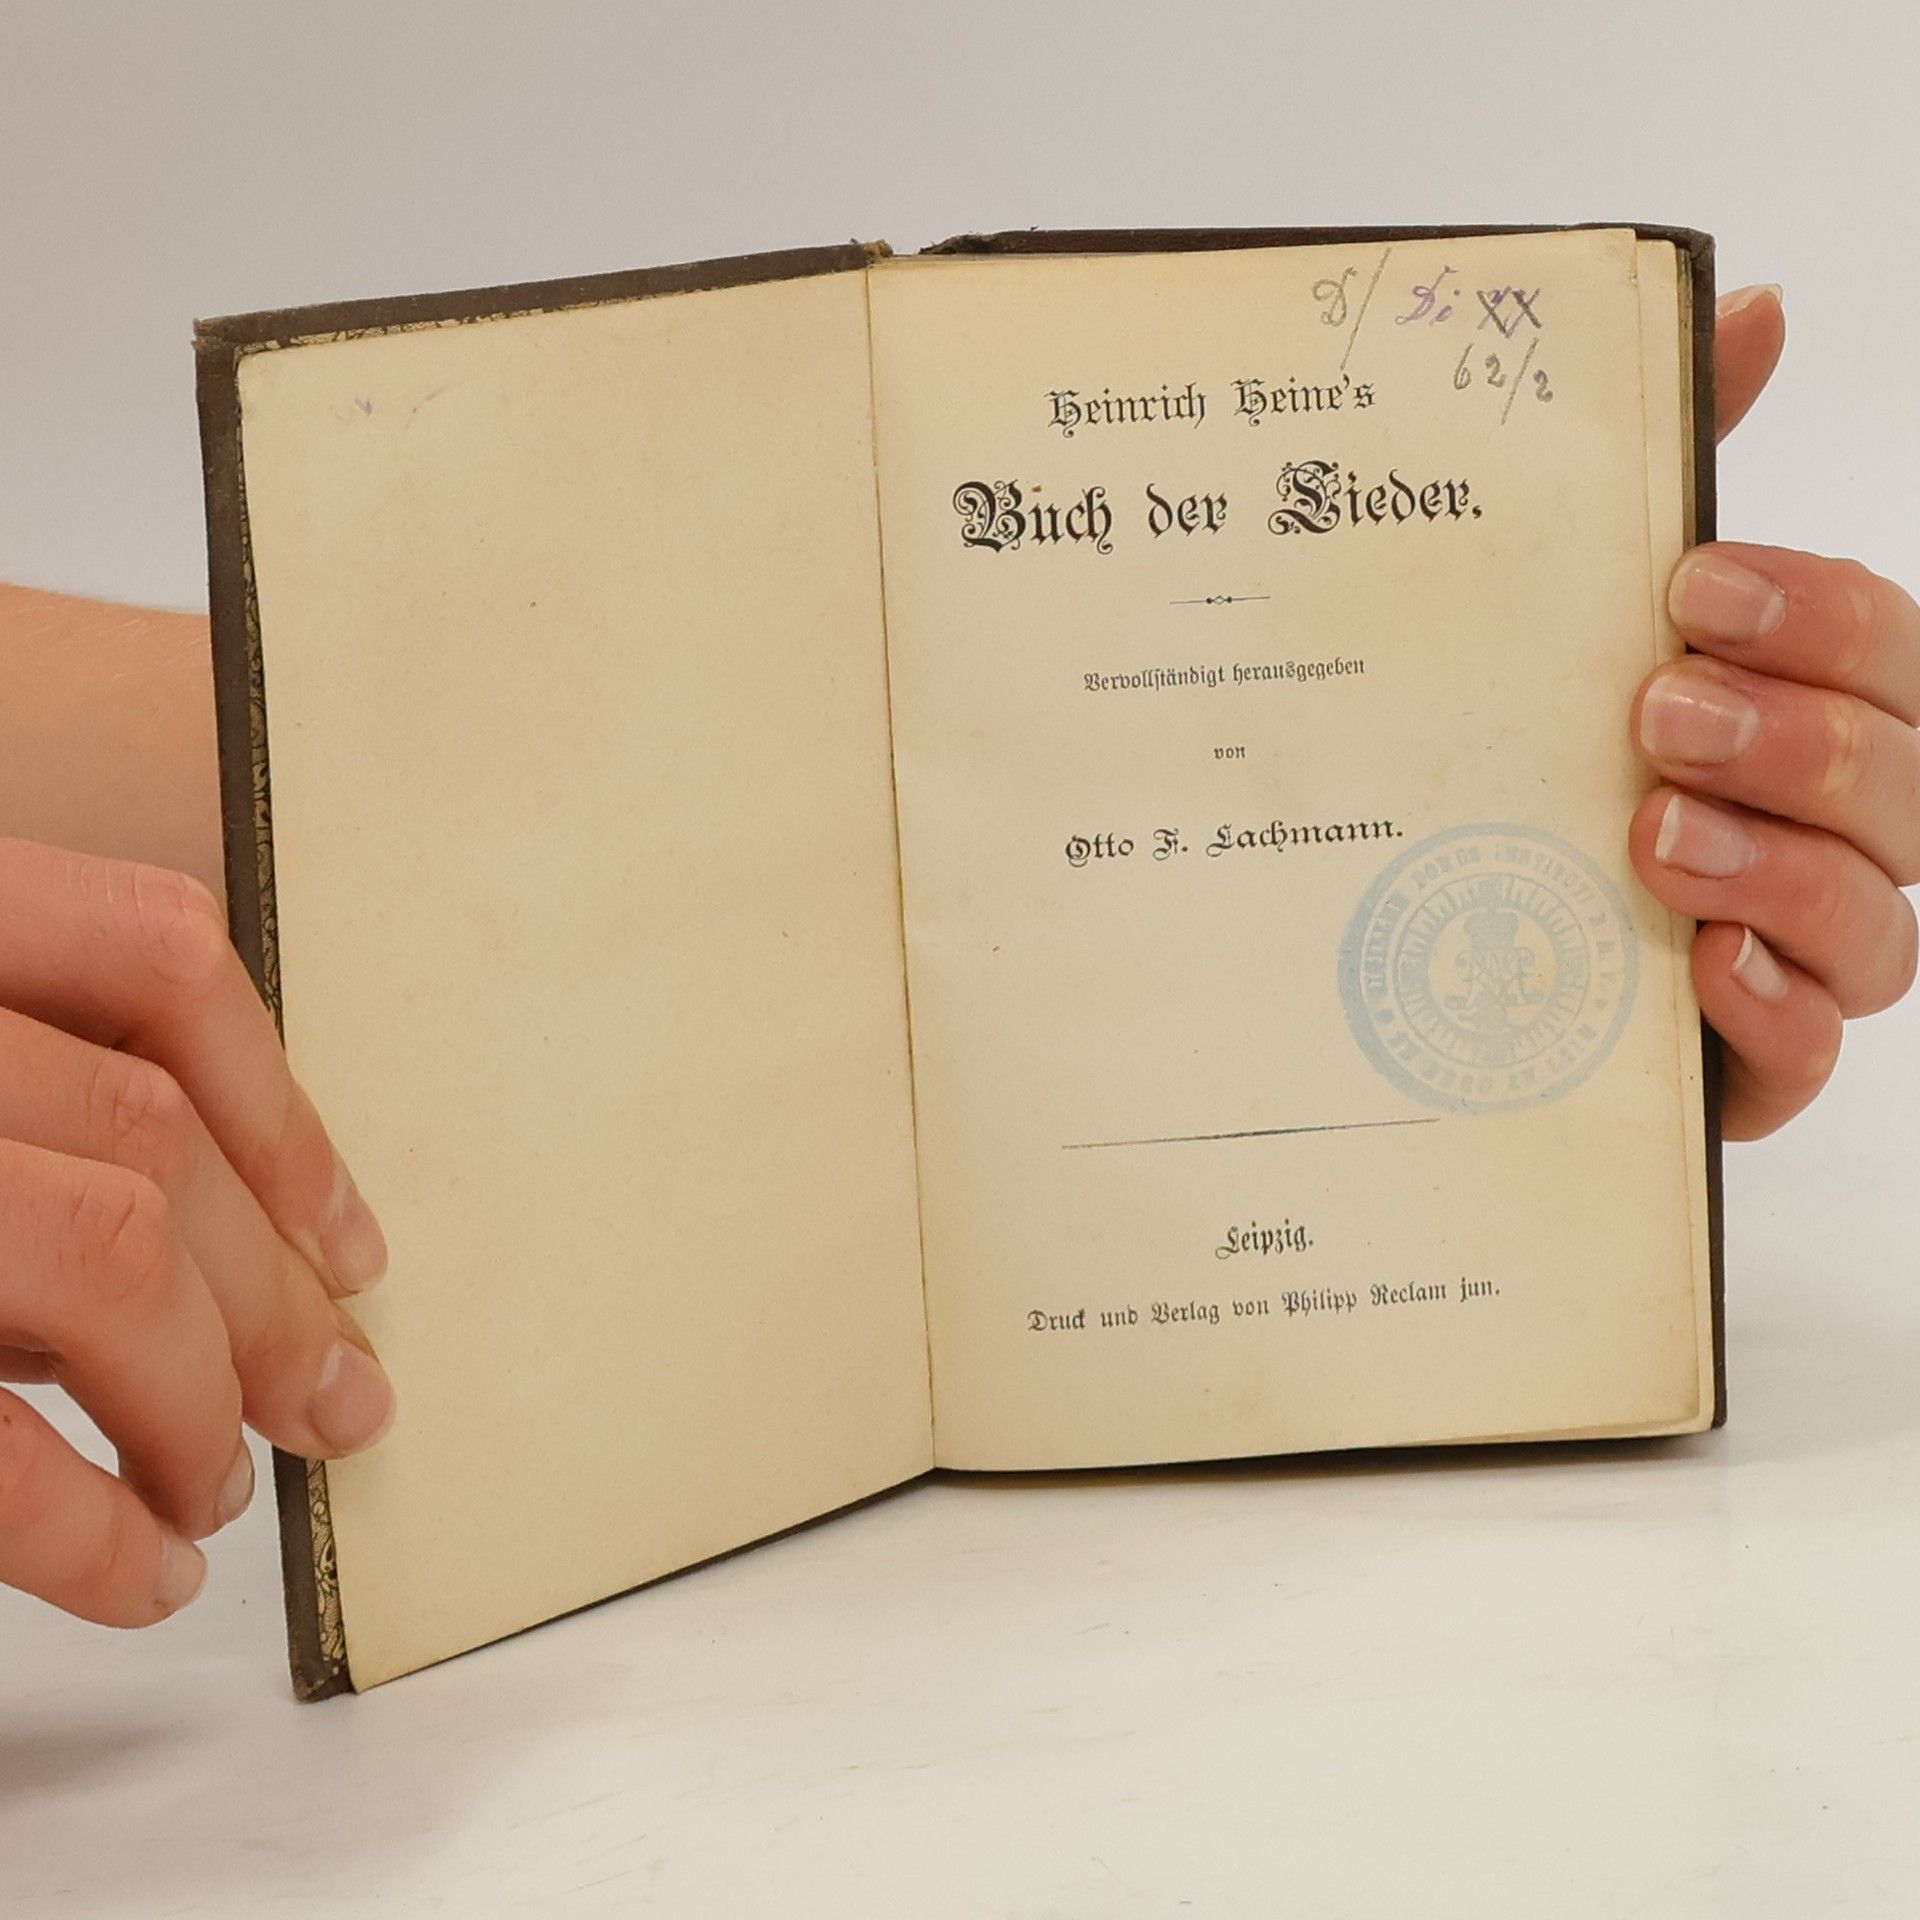 D/ Di XX
62/2
Heinrich Heine's
Buch der Lieder.
Vervollſtändigt herausgegeben
von
Otto F. Lachmann.
Leipzig.
Druck und Verlag von Philipp Reclam jun.